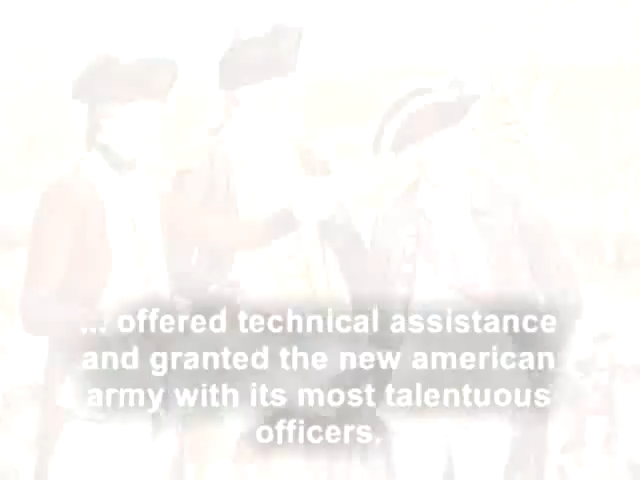 ... offered technical assistance
and granted the new american
army with its most talentuous
officers.